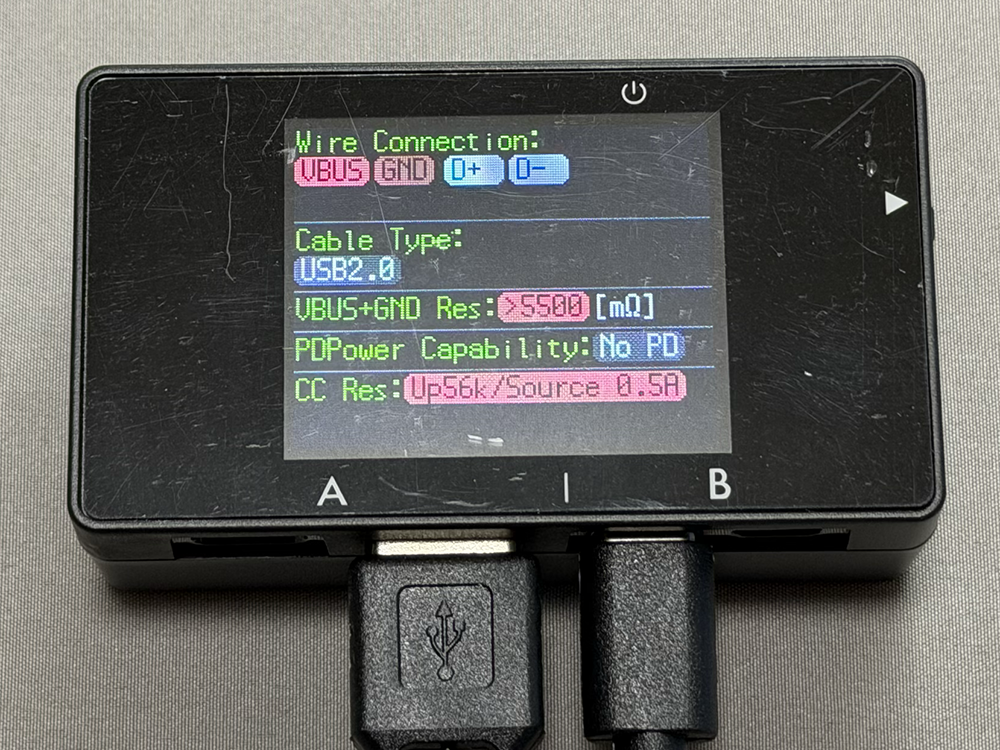 Wire Connection:
VBUS GND D+ D-
Cable Type:
USB2.0
VBUS+GND Res:>5500[mΩ]
PDPower Capability:No PD
CC Res:Up56k/Source 0.5A
A | B